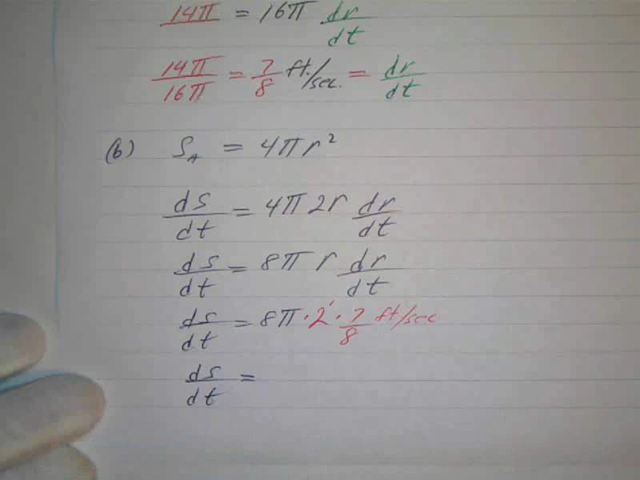 14π = 16π dr/dt
14π/16π = 7/8 ft/sec. = dr/dt
(b) S_A = 4πr²
ds/dt = 4π2r dr/dt
ds/dt = 8πr dr/dt
ds/dt = 8π·2'·7/8 ft/sec
ds/dt =